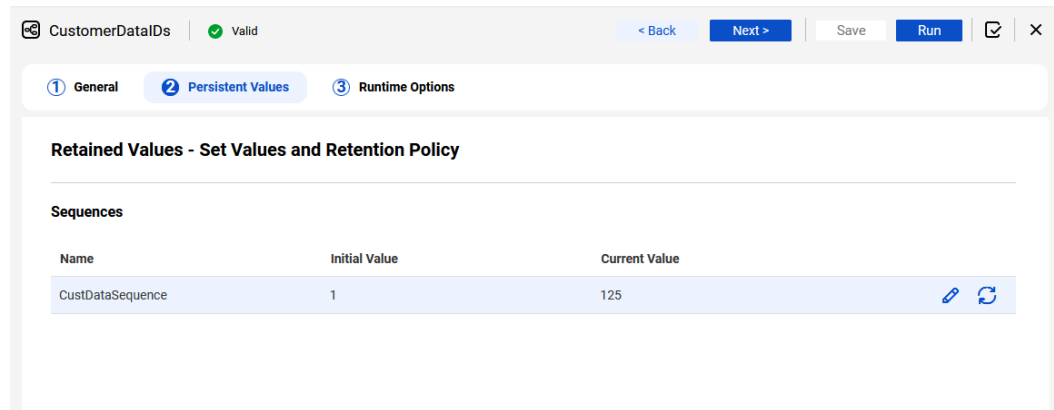 CustomerDataIDs Valid < Back Next > Save Run
1 General 2 Persistent Values 3 Runtime Options
Retained Values - Set Values and Retention Policy
Sequences
Name Initial Value Current Value
CustDataSequence 1 125